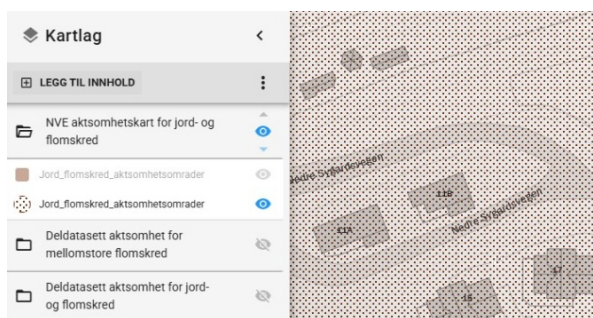 Kartlag
LEGG TIL INNHOLD
NVE aktsomhetskart for jord- og
flomskred
Jord_flomskred_aktsomhetsomrader
Jord_flomskred_aktsomhetsomrader
Deldatasett aktsomhet for
mellomstore flomskred
Deldatasett aktsomhet for jord-
og flomskred
Nedre Sygardsvegen
11B
Nedre Sygardsvegen
11A
17
15